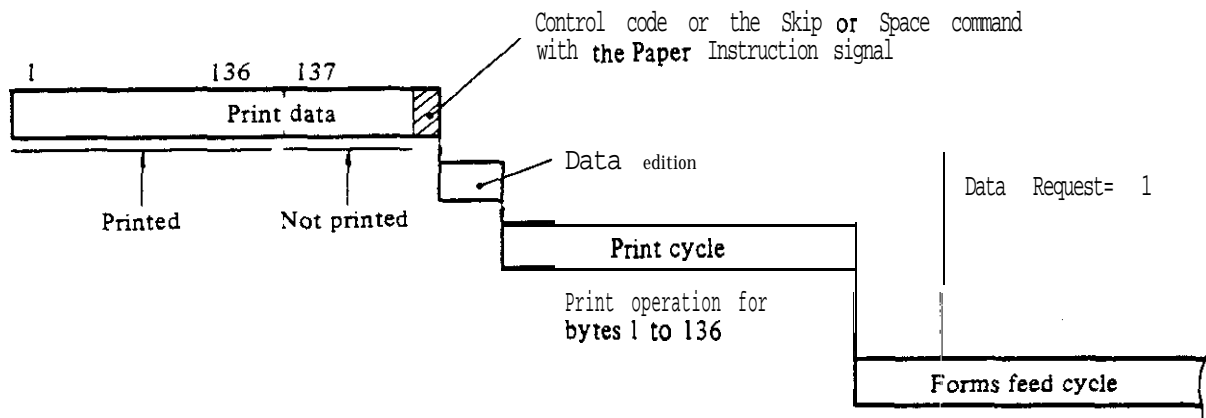 Control code or the Skip or Space command
with the Paper Instruction signal
1 136 137
Print data
Data edition
Data Request= 1
Printed Not printed
Print cycle
Print operation for
bytes 1 to 136
Forms feed cycle